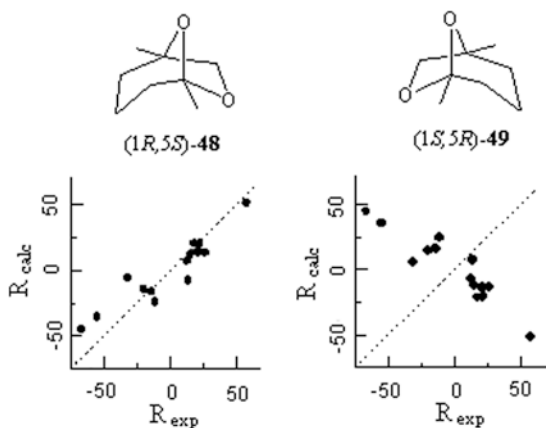 O O
O O
(1R,5S)-48 (1S,5R)-49
50 50
R calc R calc
0 0
-50 -50
-50 0 50 -50 0 50
R exp R exp